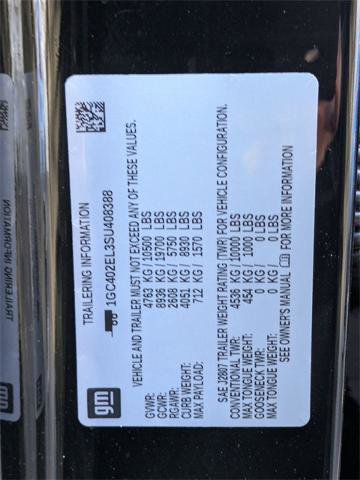 gm
TRAILERING INFORMATION
1GC402EL3SU408388
VEHICLE AND TRAILER MUST NOT EXCEED ANY OF THESE VALUES.
GVWR: 4763 KG/10500 LBS
GCWR: 8936 KG/19700 LBS
RGAWR: 2608 KG/ 5750 LBS
CURB WEIGHT: 4051 KG/ 8930 LBS
MAX PAYLOAD: 712 KG/ 1570 LBS
SAE J2807 TRAILER WEIGHT RATING (TWR) FOR VEHICLE CONFIGURATION.
CONVENTIONAL TWR: 4536 KG/10000 LBS
MAX TONGUE WEIGHT: 454 KG/ 1000 LBS
GOOSENECK TWR: 0 KG/ 0 LBS
MAX TONGUE WEIGHT: 0 KG/ 0 LBS
SEE OWNER'S MANUAL FOR MORE INFORMATION
gm
TRAILERING INFORMATION